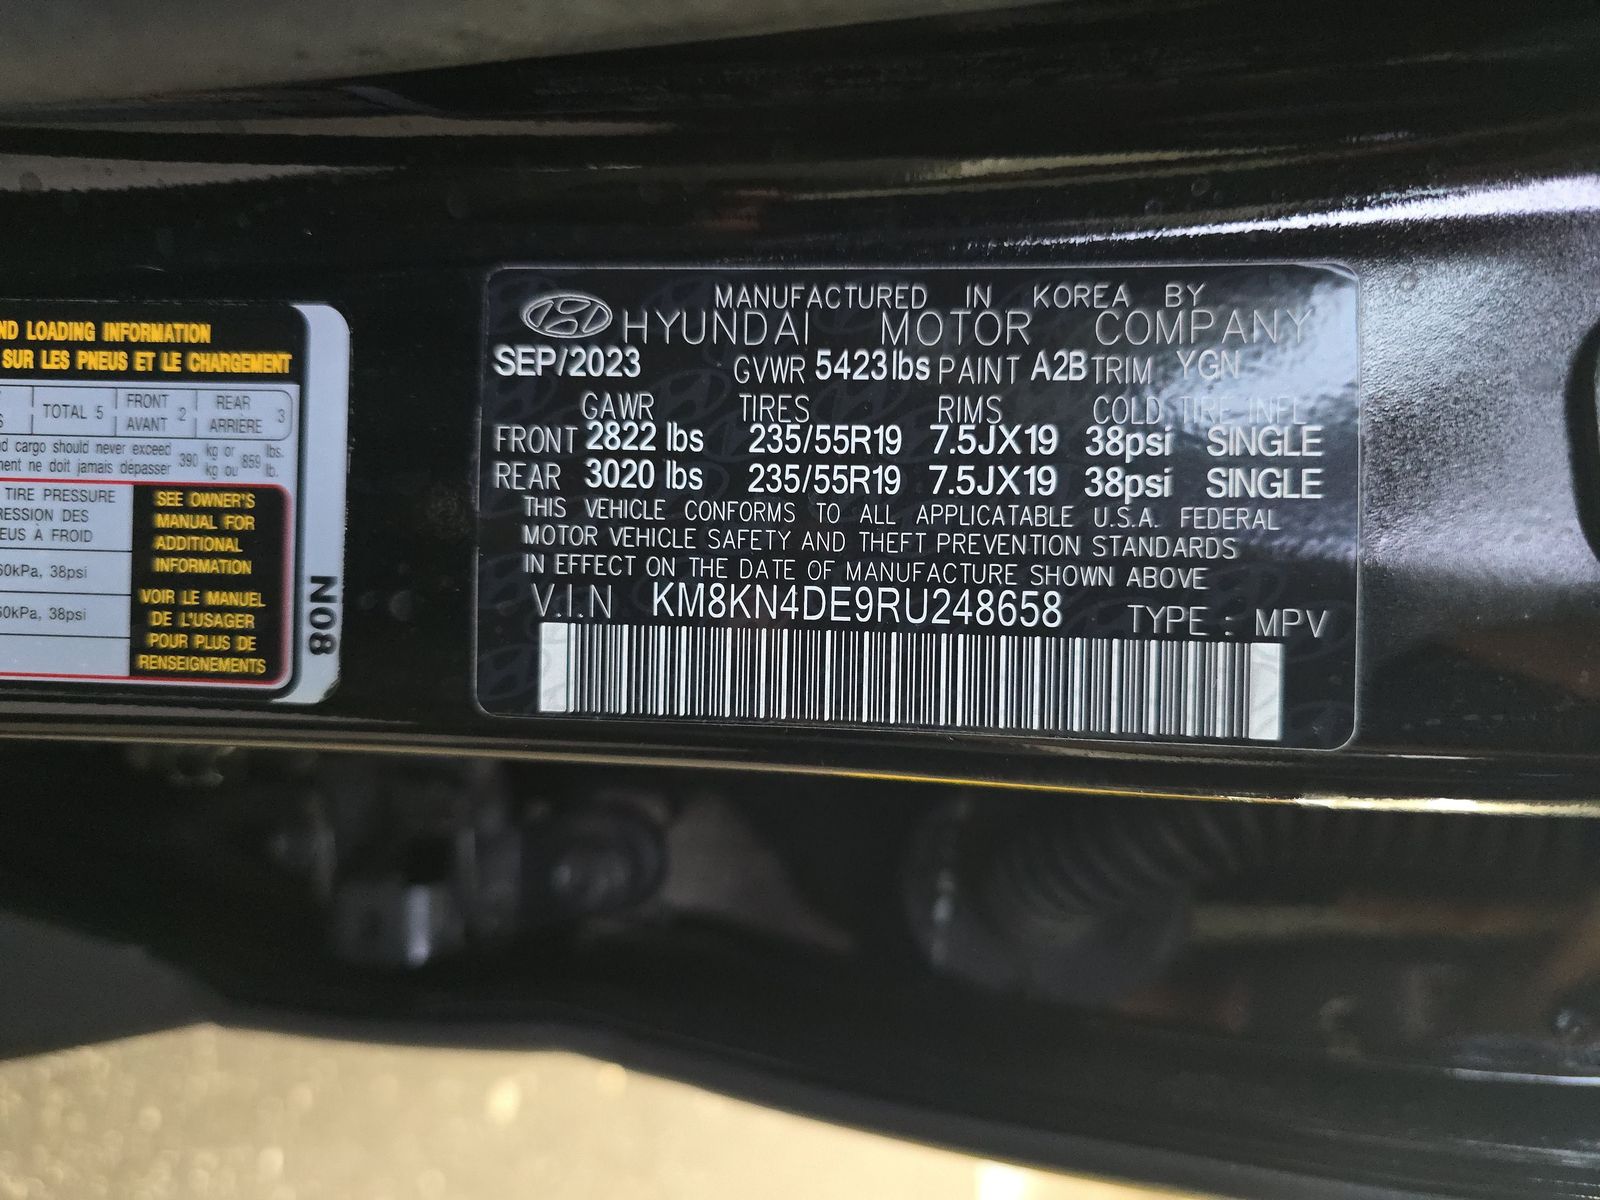 ND LOADING INFORMATION
SUR LES PNEUS ET LE CHARGEMENT
TOTAL 5 FRONT AVANT 2 REAR ARRIÈRE 3
cargo should never exceed 390 kg or 859 lbs.
ment ne doit jamais dépasser kg ou lb.
TIRE PRESSURE
RESSION DES
EUS À FROID
60kPa, 38psi
60kPa, 38psi
SEE OWNER'S
MANUAL FOR
ADDITIONAL
INFORMATION
VOIR LE MANUEL
DE L'USAGER
POUR PLUS DE
RENSEIGNEMENTS
N08
MANUFACTURED IN KOREA BY
HYUNDAI MOTOR COMPANY
SEP/2023 GVWR 5423lbs PAINT A2B TRIM YGN
GAWR TIRES RIMS COLD TIRE INFL
FRONT 2822 lbs 235/55R19 7.5JX19 38psi SINGLE
REAR 3020 lbs 235/55R19 7.5JX19 38psi SINGLE
THIS VEHICLE CONFORMS TO ALL APPLICATABLE U.S.A. FEDERAL
MOTOR VEHICLE SAFETY AND THEFT PREVENTION STANDARDS
IN EFFECT ON THE DATE OF MANUFACTURE SHOWN ABOVE
V.I.N KM8KN4DE9RU248658 TYPE : MPV